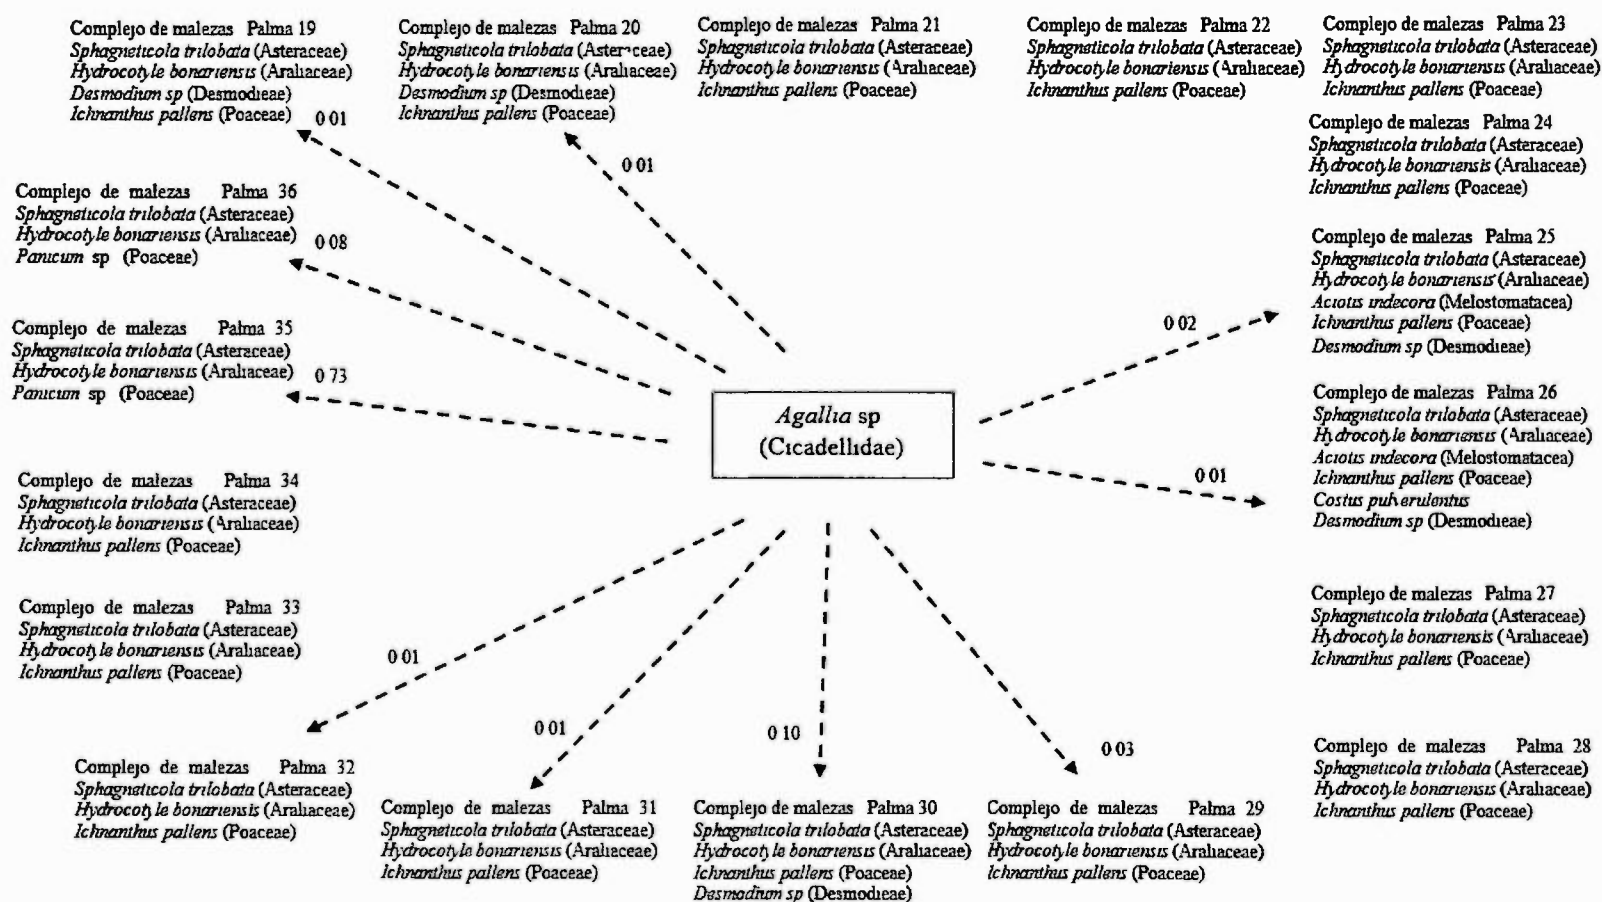 Complejo de malezas Palma 19
Sphagneticola trilobata (Asteraceae)
Hydrocotyle bonariensis (Araliaceae)
Desmodium sp (Desmodieae)
Ichnanthus pallens (Poaceae)
0 01
Complejo de malezas Palma 20
Sphagneticola trilobata (Asteraceae)
Hydrocotyle bonariensis (Araliaceae)
Desmodium sp (Desmodieae)
Ichnanthus pallens (Poaceae)
0 01
Complejo de malezas Palma 21
Sphagneticola trilobata (Asteraceae)
Hydrocotyle bonariensis (Araliaceae)
Ichnanthus pallens (Poaceae)
Complejo de malezas Palma 22
Sphagneticola trilobata (Asteraceae)
Hydrocotyle bonariensis (Araliaceae)
Ichnanthus pallens (Poaceae)
Complejo de malezas Palma 23
Sphagneticola trilobata (Asteraceae)
Hydrocotyle bonariensis (Araliaceae)
Ichnanthus pallens (Poaceae)
Complejo de malezas Palma 24
Sphagneticola trilobata (Asteraceae)
Hydrocotyle bonariensis (Araliaceae)
Ichnanthus pallens (Poaceae)
Complejo de malezas Palma 25
Sphagneticola trilobata (Asteraceae)
Hydrocotyle bonariensis (Araliaceae)
Aciotis indecora (Melostomatacea)
Ichnanthus pallens (Poaceae)
Desmodium sp (Desmodieae)
0 02
Complejo de malezas Palma 26
Sphagneticola trilobata (Asteraceae)
Hydrocotyle bonariensis (Araliaceae)
Aciotis indecora (Melostomatacea)
Ichnanthus pallens (Poaceae)
Costus pulverulentus
Desmodium sp (Desmodieae)
0 01
Complejo de malezas Palma 27
Sphagneticola trilobata (Asteraceae)
Hydrocotyle bonariensis (Araliaceae)
Ichnanthus pallens (Poaceae)
Complejo de malezas Palma 28
Sphagneticola trilobata (Asteraceae)
Hydrocotyle bonariensis (Araliaceae)
Ichnanthus pallens (Poaceae)
Complejo de malezas Palma 29
Sphagneticola trilobata (Asteraceae)
Hydrocotyle bonariensis (Araliaceae)
Ichnanthus pallens (Poaceae)
0 03
Complejo de malezas Palma 30
Sphagneticola trilobata (Asteraceae)
Hydrocotyle bonariensis (Araliaceae)
Ichnanthus pallens (Poaceae)
Desmodium sp (Desmodieae)
0 10
Complejo de malezas Palma 31
Sphagneticola trilobata (Asteraceae)
Hydrocotyle bonariensis (Araliaceae)
Ichnanthus pallens (Poaceae)
0 01
Complejo de malezas Palma 32
Sphagneticola trilobata (Asteraceae)
Hydrocotyle bonariensis (Araliaceae)
Ichnanthus pallens (Poaceae)
0 01
Complejo de malezas Palma 33
Sphagneticola trilobata (Asteraceae)
Hydrocotyle bonariensis (Araliaceae)
Ichnanthus pallens (Poaceae)
Complejo de malezas Palma 34
Sphagneticola trilobata (Asteraceae)
Hydrocotyle bonariensis (Araliaceae)
Ichnanthus pallens (Poaceae)
Complejo de malezas Palma 35
Sphagneticola trilobata (Asteraceae)
Hydrocotyle bonariensis (Araliaceae)
Panicum sp (Poaceae)
0 73
Complejo de malezas Palma 36
Sphagneticola trilobata (Asteraceae)
Hydrocotyle bonariensis (Araliaceae)
Panicum sp (Poaceae)
0 08
Agallia sp
(Cicadellidae)